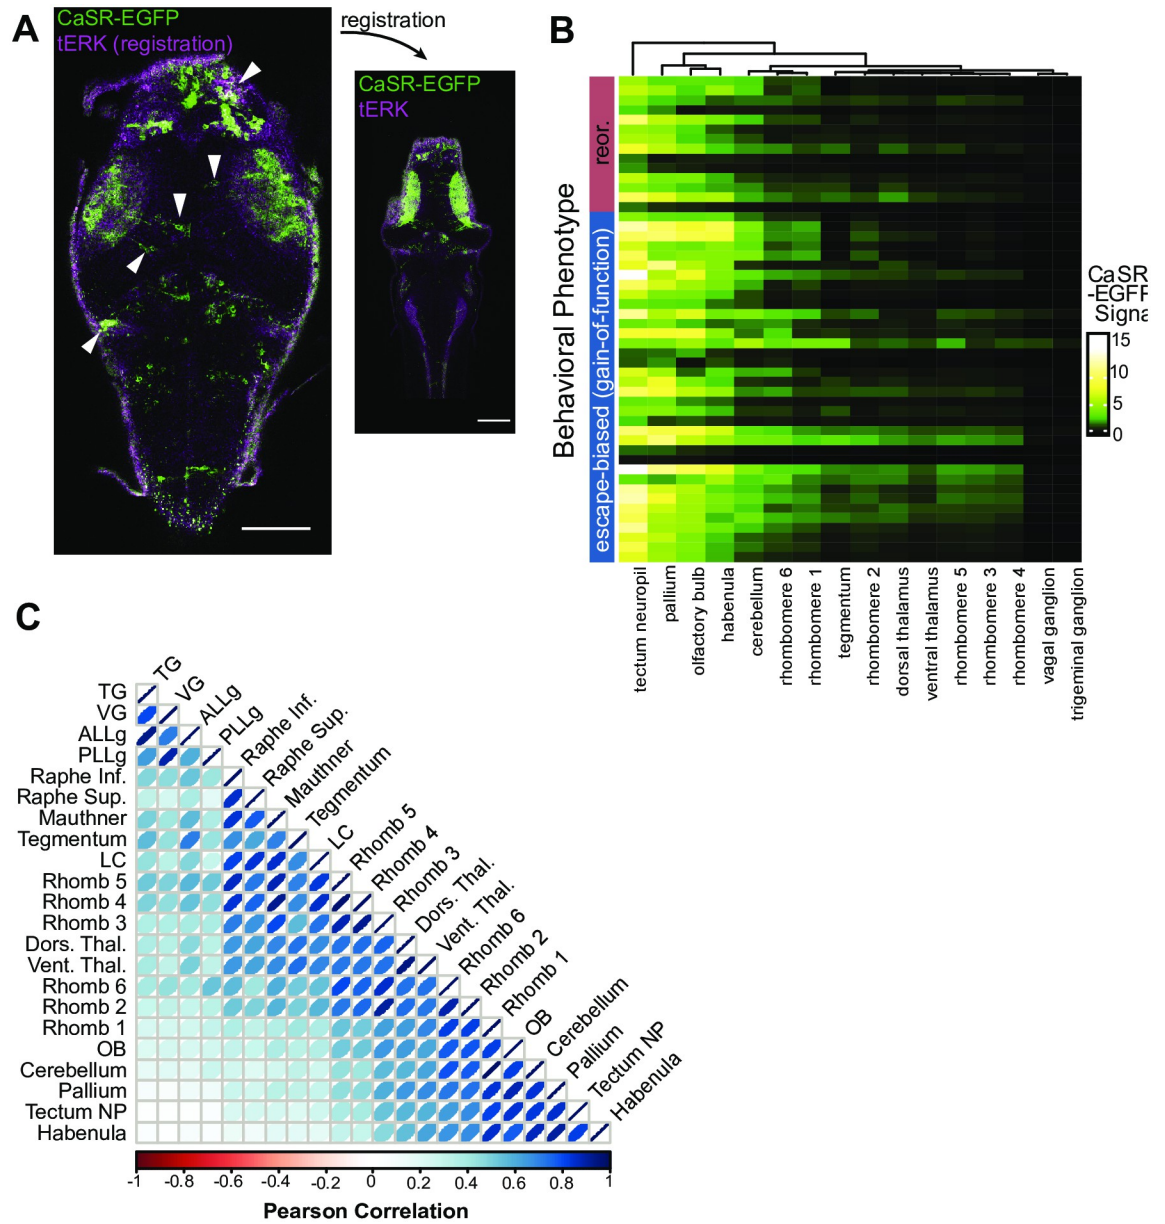 A
CaSR-EGFP
tERK (registration)
registration
CaSR-EGFP
tERK
B
Behavioral Phenotype
reor.
escape-biased (gain-of-function)
CaSR
-EGFP
Signa
15
10
5
0
tectum neuropil
pallium
olfactory bulb
habenula
cerebellum
rhombomere 6
rhombomere 1
tegmentum
rhombomere 2
dorsal thalamus
ventral thalamus
rhombomere 5
rhombomere 3
rhombomere 4
vagal ganglion
trigeminal ganglion
C
TG
VG
ALLg
PLLg
Raphe Inf.
Raphe Sup.
Mauthner
Tegmentum
LC
Rhomb 5
Rhomb 4
Rhomb 3
Dors. Thal.
Vent. Thal.
Rhomb 6
Rhomb 2
Rhomb 1
OB
Cerebellum
Pallium
Tectum NP
Habenula
TG
VG
ALLg
PLLg
Raphe Inf.
Raphe Sup.
Mauthner
Tegmentum
LC
Rhomb 5
Rhomb 4
Rhomb 3
Dors. Thal.
Vent. Thal.
Rhomb 6
Rhomb 2
Rhomb 1
OB
Cerebellum
Pallium
Tectum NP
Habenula
-1 -0.8 -0.6 -0.4 -0.2 0 0.2 0.4 0.6 0.8 1
Pearson Correlation